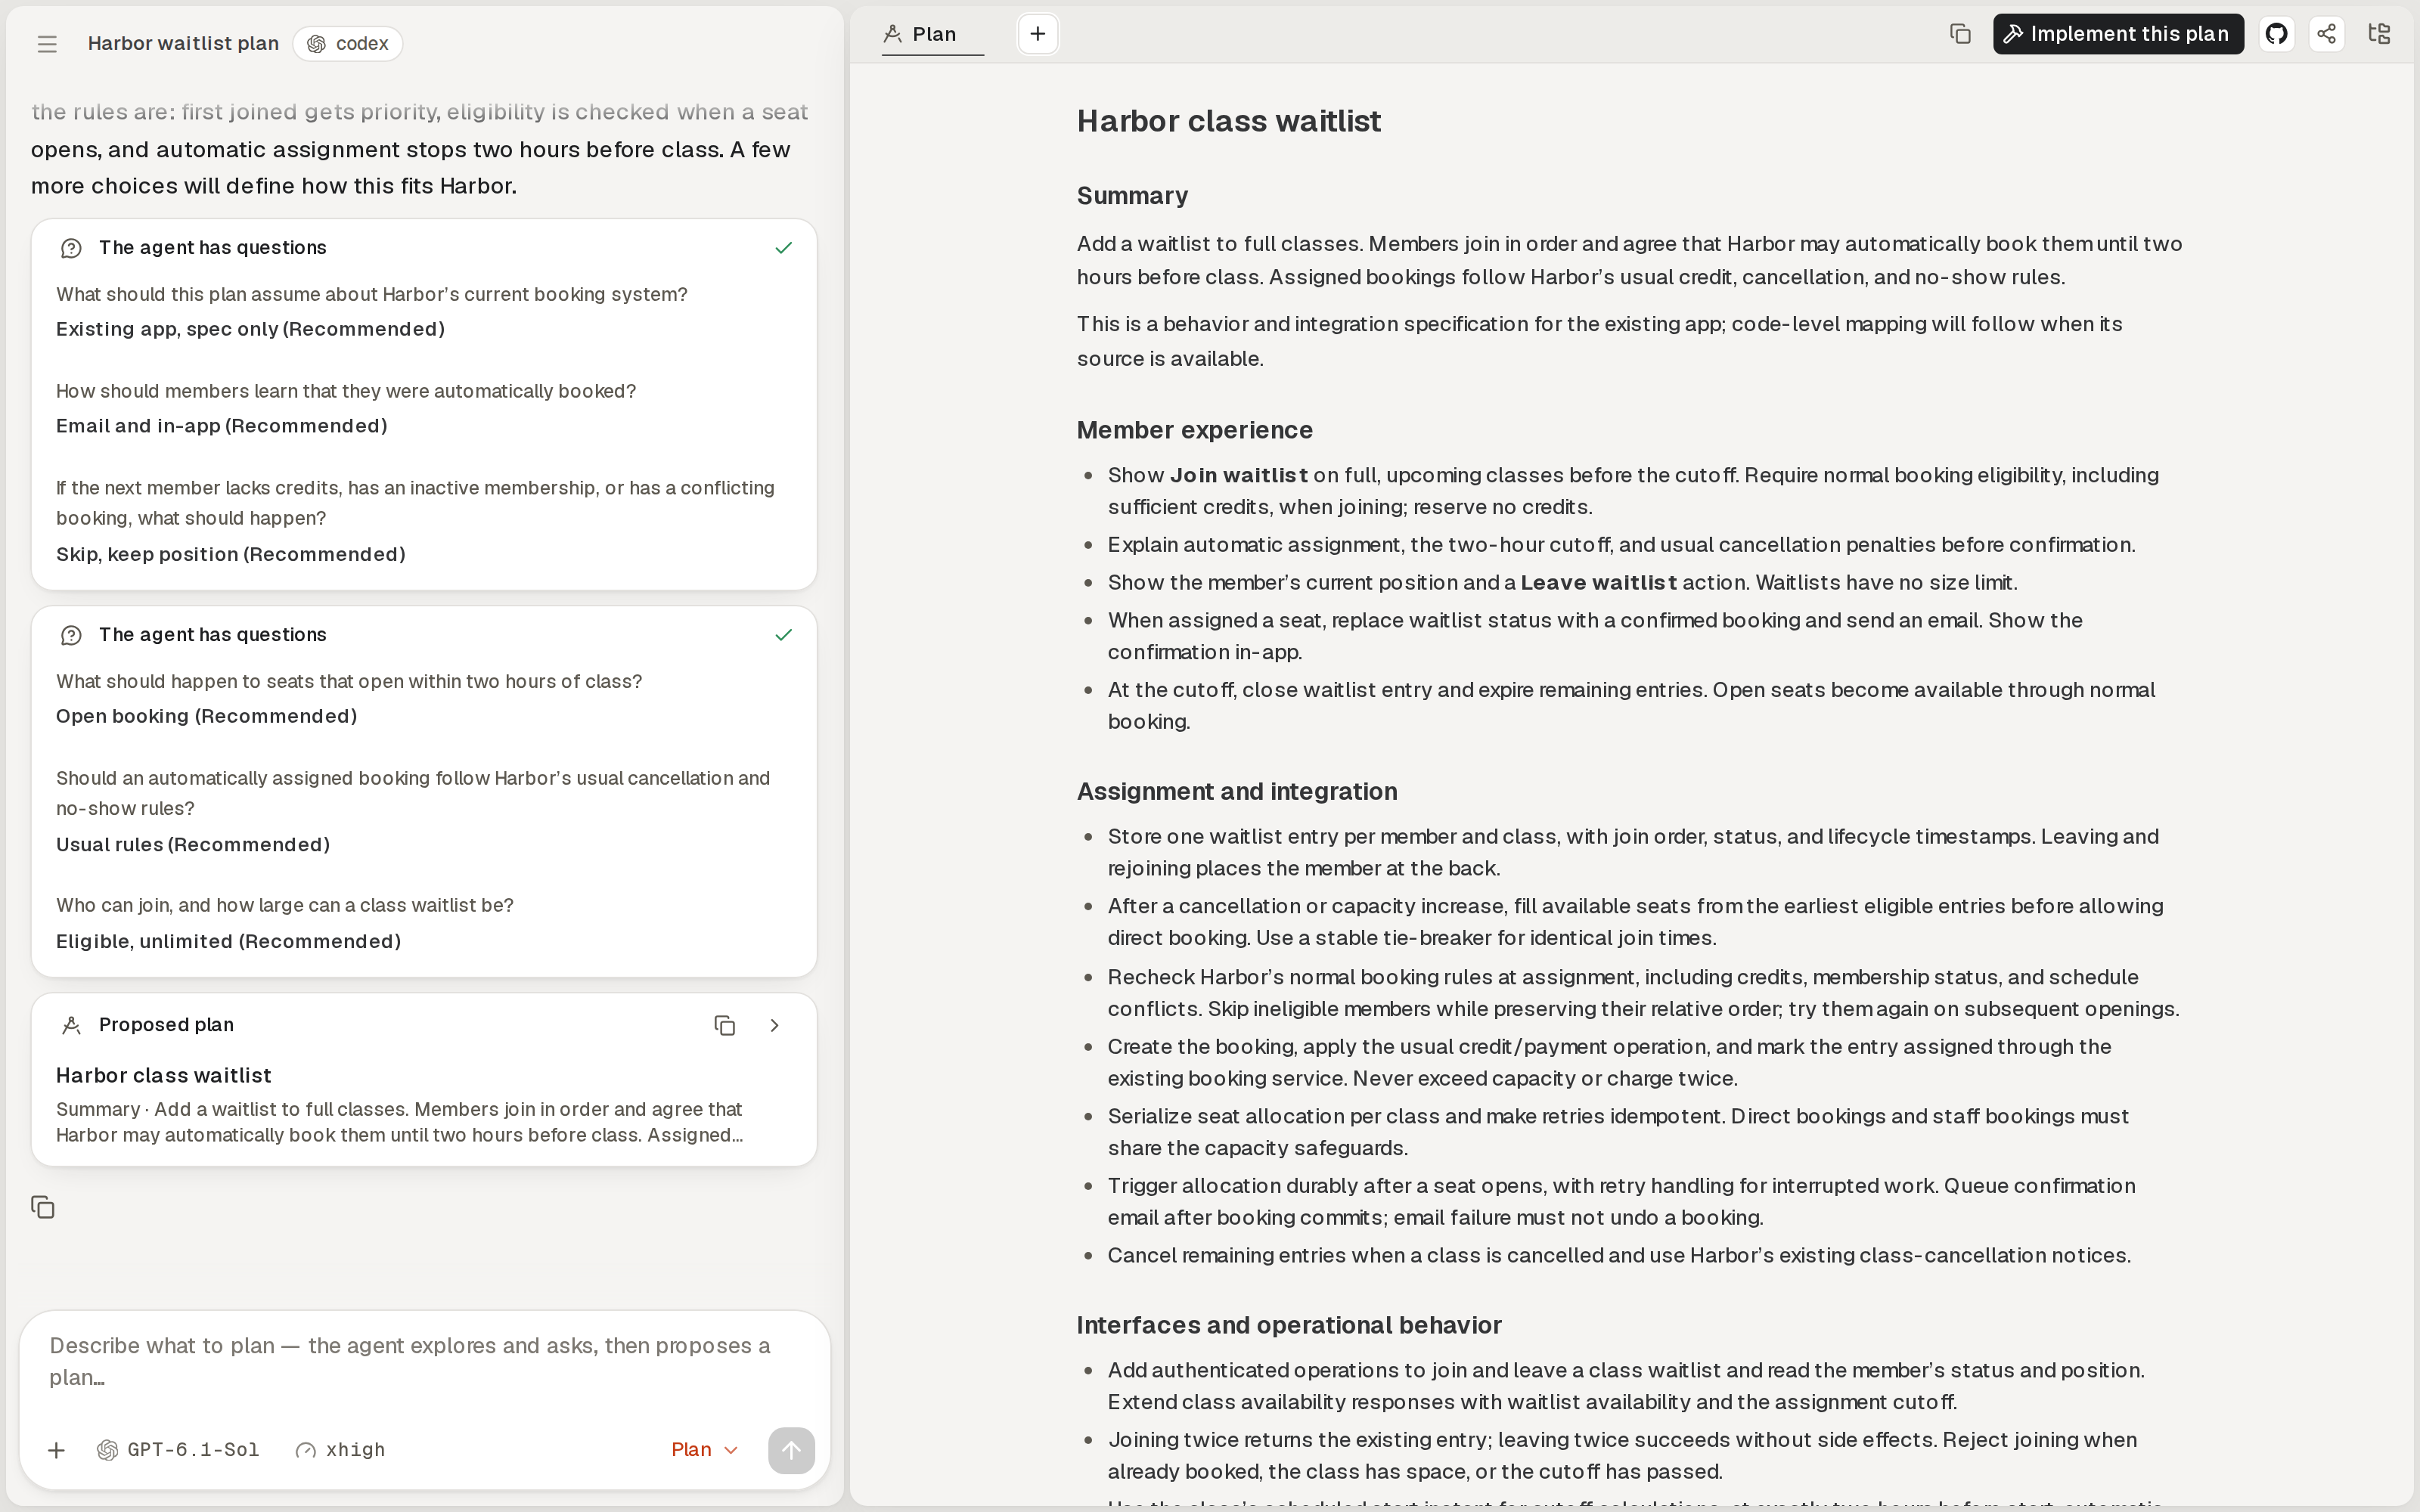 Harbor waitlist plan
codex
the rules are: first joined gets priority, eligibility is checked when a seat
opens, and automatic assignment stops two hours before class. A few
more choices will define how this fits Harbor.
The agent has questions
What should this plan assume about Harbor’s current booking system?
Existing app, spec only (Recommended)
How should members learn that they were automatically booked?
Email and in-app (Recommended)
If the next member lacks credits, has an inactive membership, or has a conflicting
booking, what should happen?
Skip, keep position (Recommended)
The agent has questions
What should happen to seats that open within two hours of class?
Open booking (Recommended)
Should an automatically assigned booking follow Harbor’s usual cancellation and
no-show rules?
Usual rules (Recommended)
Who can join, and how large can a class waitlist be?
Eligible, unlimited (Recommended)
Proposed plan
Harbor class waitlist
Summary · Add a waitlist to full classes. Members join in order and agree that
Harbor may automatically book them until two hours before class. Assigned…
Describe what to plan — the agent explores and asks, then proposes a
plan…
GPT-6.1-Sol
xhigh
Plan
Plan
Implement this plan
Harbor class waitlist
Summary
Add a waitlist to full classes. Members join in order and agree that Harbor may automatically book them until two
hours before class. Assigned bookings follow Harbor’s usual credit, cancellation, and no-show rules.
This is a behavior and integration specification for the existing app; code-level mapping will follow when its
source is available.
Member experience
• Show Join waitlist on full, upcoming classes before the cutoff. Require normal booking eligibility, including
sufficient credits, when joining; reserve no credits.
• Explain automatic assignment, the two-hour cutoff, and usual cancellation penalties before confirmation.
• Show the member’s current position and a Leave waitlist action. Waitlists have no size limit.
• When assigned a seat, replace waitlist status with a confirmed booking and send an email. Show the
confirmation in-app.
• At the cutoff, close waitlist entry and expire remaining entries. Open seats become available through normal
booking.
Assignment and integration
• Store one waitlist entry per member and class, with join order, status, and lifecycle timestamps. Leaving and
rejoining places the member at the back.
• After a cancellation or capacity increase, fill available seats from the earliest eligible entries before allowing
direct booking. Use a stable tie-breaker for identical join times.
• Recheck Harbor’s normal booking rules at assignment, including credits, membership status, and schedule
conflicts. Skip ineligible members while preserving their relative order; try them again on subsequent openings.
• Create the booking, apply the usual credit/payment operation, and mark the entry assigned through the
existing booking service. Never exceed capacity or charge twice.
• Serialize seat allocation per class and make retries idempotent. Direct bookings and staff bookings must
share the capacity safeguards.
• Trigger allocation durably after a seat opens, with retry handling for interrupted work. Queue confirmation
email after booking commits; email failure must not undo a booking.
• Cancel remaining entries when a class is cancelled and use Harbor’s existing class-cancellation notices.
Interfaces and operational behavior
• Add authenticated operations to join and leave a class waitlist and read the member’s status and position.
Extend class availability responses with waitlist availability and the assignment cutoff.
• Joining twice returns the existing entry; leaving twice succeeds without side effects. Reject joining when
already booked, the class has space, or the cutoff has passed.